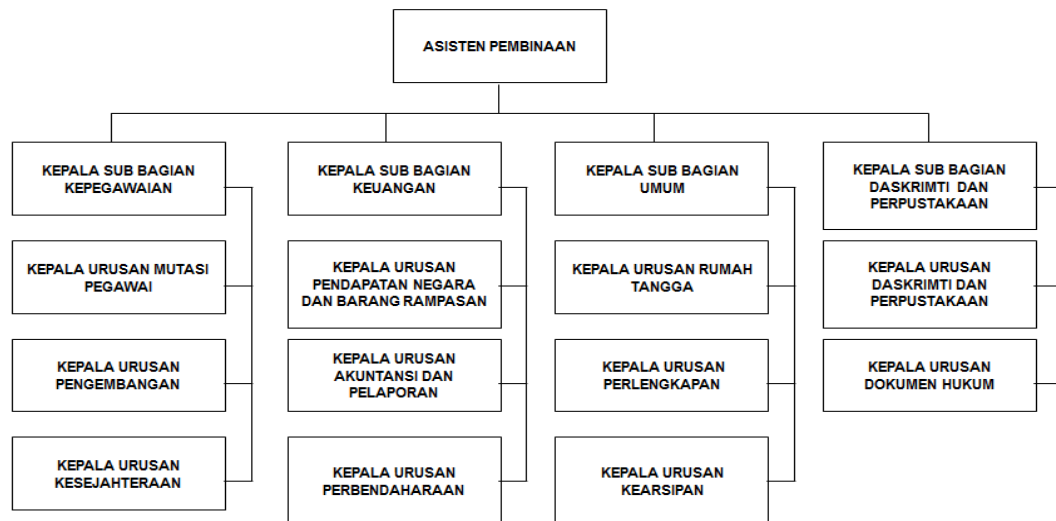 ASISTEN PEMBINAAN
KEPALA SUB BAGIAN
KEPEGAWAIAN
KEPALA SUB BAGIAN
KEUANGAN
KEPALA SUB BAGIAN
UMUM
KEPALA SUB BAGIAN
DASKRIMTI DAN
PERPUSTAKAAN
KEPALA URUSAN MUTASI
PEGAWAI
KEPALA URUSAN
PENDAPATAN NEGARA
DAN BARANG RAMPASAN
KEPALA URUSAN RUMAH
TANGGA
KEPALA URUSAN
DASKRIMTI DAN
PERPUSTAKAAN
KEPALA URUSAN
PENGEMBANGAN
KEPALA URUSAN
AKUNTANSI DAN
PELAPORAN
KEPALA URUSAN
PERLENGKAPAN
KEPALA URUSAN
DOKUMEN HUKUM
KEPALA URUSAN
KESEJAHTERAAN
KEPALA URUSAN
PERBENDAHARAAN
KEPALA URUSAN
KEARSIPAN